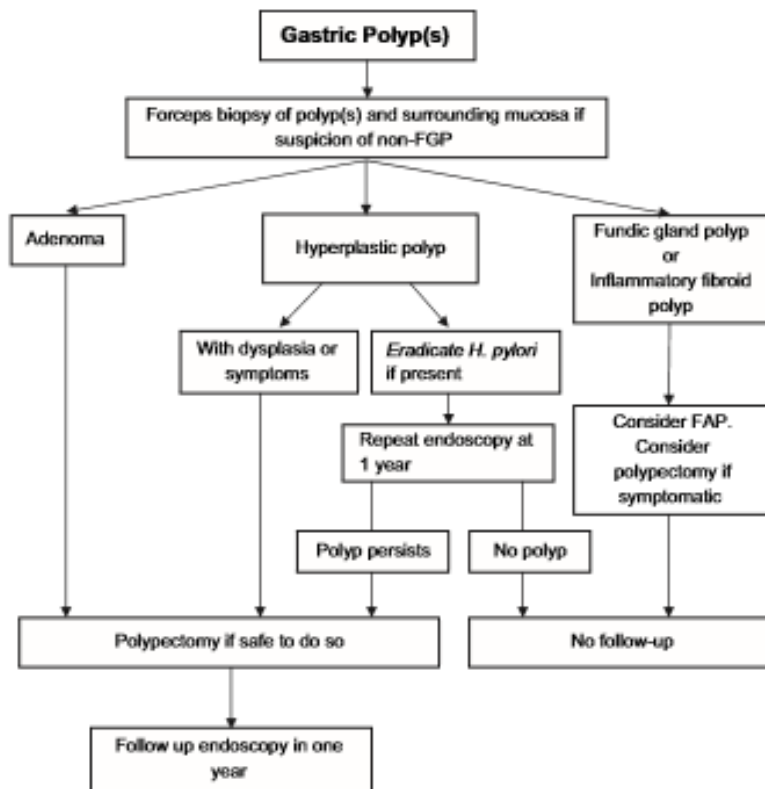 Gastric Polyp(s)
Forceps biopsy of polyp(s) and surrounding mucosa if
suspicion of non-FGP
Adenoma
Hyperplastic polyp
Fundic gland polyp
or
Inflammatory fibroid
polyp
With dysplasia or
symptoms
Eradicate H. pylori
if present
Consider FAP.
Consider
polypectomy if
symptomatic
Repeat endoscopy at
1 year
Polyp persists
No polyp
Polypectomy if safe to do so
No follow-up
Follow up endoscopy in one
year